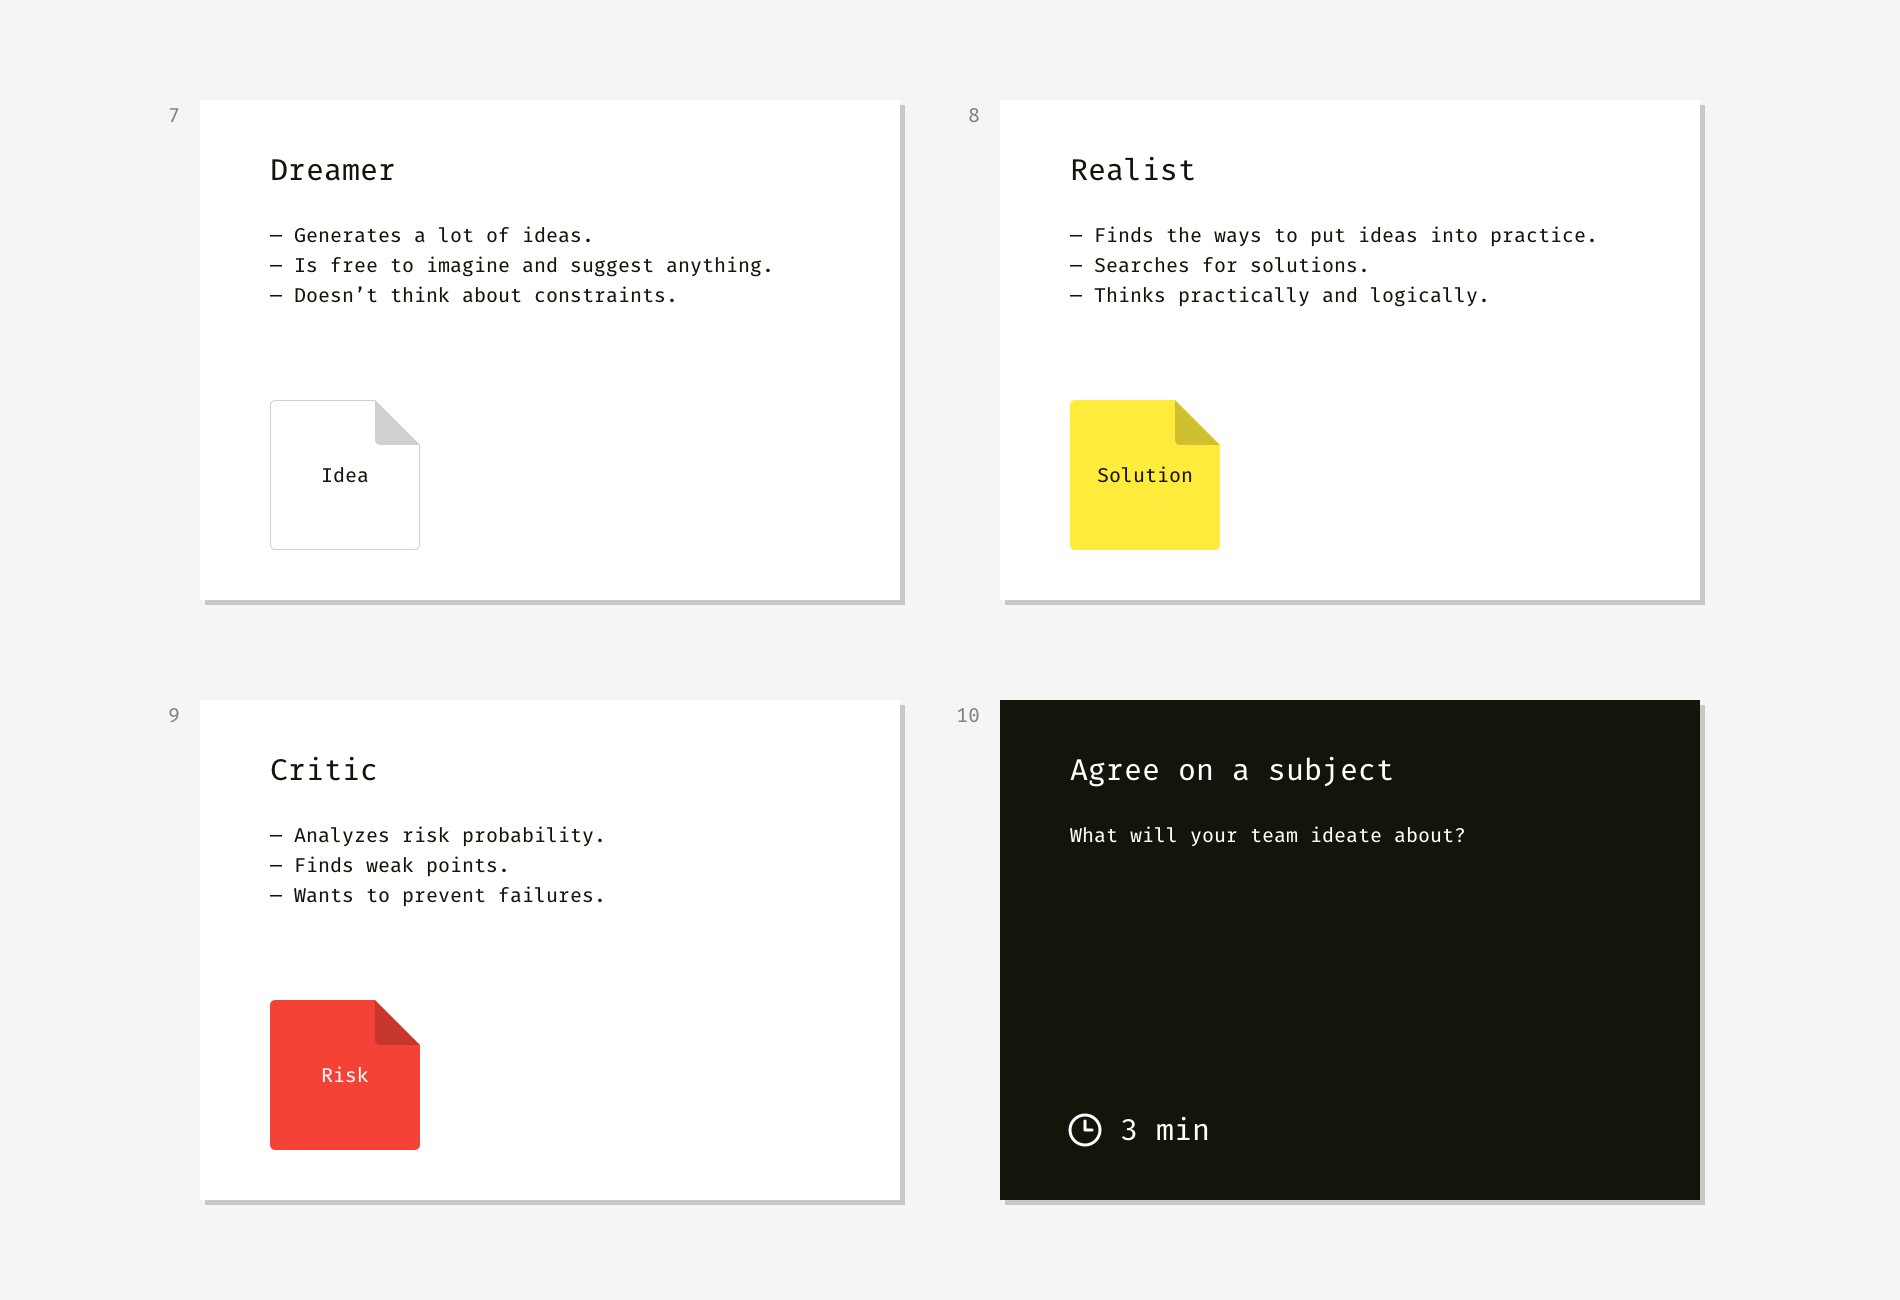 7
Dreamer
— Generates a lot of ideas.
— Is free to imagine and suggest anything.
— Doesn’t think about constraints.
Idea
8
Realist
— Finds the ways to put ideas into practice.
— Searches for solutions.
— Thinks practically and logically.
Solution
9
Critic
— Analyzes risk probability.
— Finds weak points.
— Wants to prevent failures.
Risk
10
Agree on a subject
What will your team ideate about?
3 min